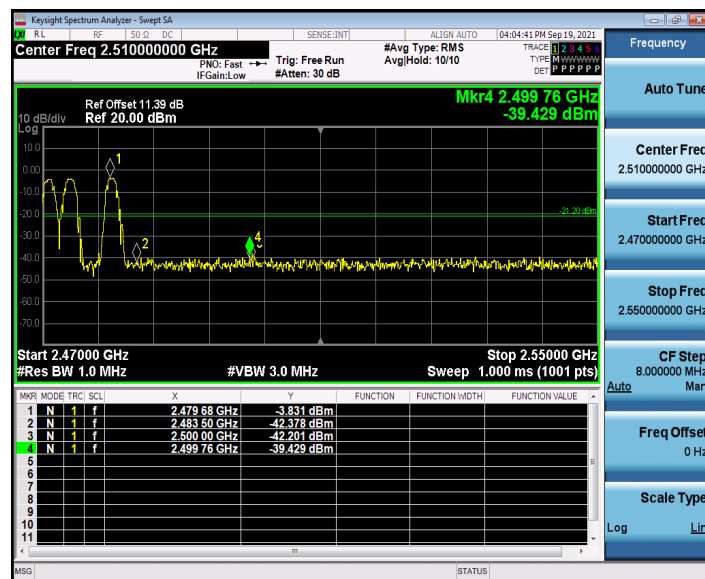 Keysight Spectrum Analyzer - Swept SA
LXI RL RF 50 Ω DC SENSE:INT ALIGN AUTO 04:04:41 PM Sep 19, 2021
Center Freq 2.510000000 GHz
PNO: Fast
IFGain:Low
Trig: Free Run
#Atten: 30 dB
#Avg Type: RMS
Avg|Hold: 10/10
TRACE 1 2 3 4 5 6
TYPE M WWWWW
DET P P P P P P
Ref Offset 11.39 dB
10 dB/div Ref 20.00 dBm
Log
Mkr4 2.499 76 GHz
-39.429 dBm
10.0
0.00
-10.0
-20.0
-30.0
-40.0
-50.0
-60.0
-70.0
1
2
4
-21.20 dBm
Start 2.47000 GHz Stop 2.55000 GHz
#Res BW 1.0 MHz #VBW 3.0 MHz Sweep 1.000 ms (1001 pts)
MKR MODE TRC SCL X Y FUNCTION FUNCTION WIDTH FUNCTION VALUE
1 N 1 f 2.479 68 GHz -3.831 dBm
2 N 1 f 2.483 50 GHz -42.378 dBm
3 N 1 f 2.500 00 GHz -42.201 dBm
4 N 1 f 2.499 76 GHz -39.429 dBm
5
6
7
8
9
10
11
MSG STATUS
Frequency
Auto Tune
Center Freq
2.510000000 GHz
Start Freq
2.470000000 GHz
Stop Freq
2.550000000 GHz
CF Step
8.000000 MHz
Auto Man
Freq Offset
0 Hz
Scale Type
Log Lin